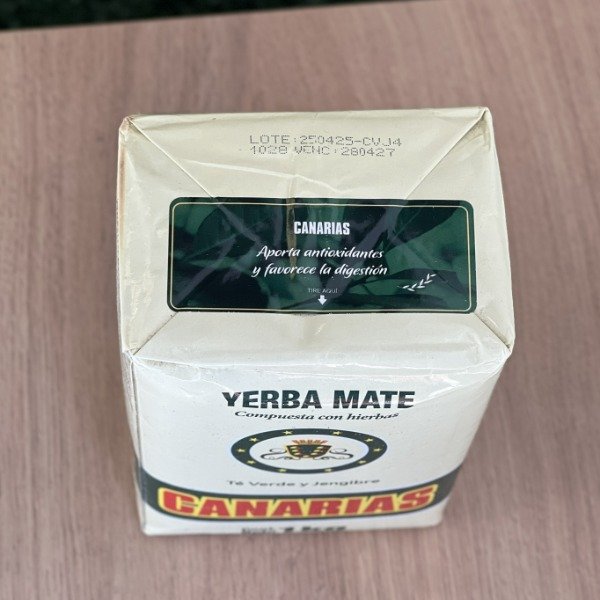 LOTE:250425-CVJ4
1028 VENC:280427
CANARIAS
Aporta antioxidantes
y favorece la digestión
TIRE AQUÍ
YERBA MATE
Compuesta con hierbas
Té Verde y Jengibre
CANARIAS